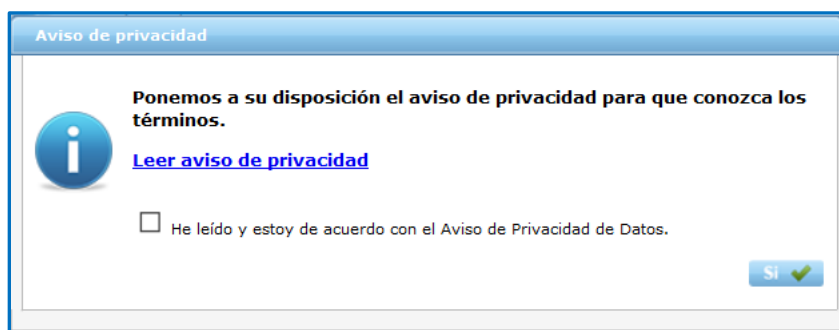 Aviso de privacidad
Ponemos a su disposición el aviso de privacidad para que conozca los
términos.
Leer aviso de privacidad
He leído y estoy de acuerdo con el Aviso de Privacidad de Datos.
Si